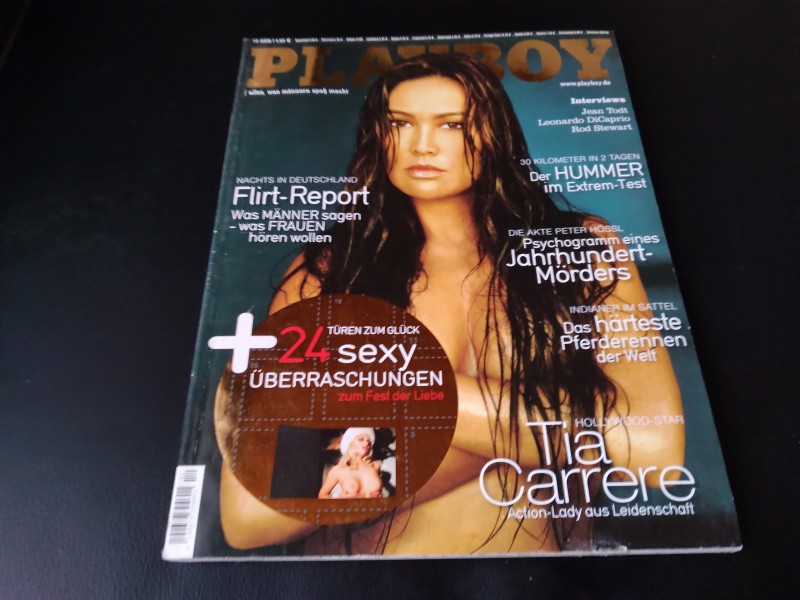 PLAYBOY
alles, was männern spaß macht
www.playboy.de
Interviews
Jean Todt
Leonardo DiCaprio
Rod Stewart
30 KILOMETER IN 2 TAGEN
Der HUMMER
im Extrem-Test
NACHTS IN DEUTSCHLAND
Flirt-Report
Was MÄNNER sagen
- was FRAUEN
hören wollen
DIE AKTE PETER HÖSSL
Psychogramm eines
Jahrhundert-
Mörders
INDIANER IM SATTEL
Das härteste
Pferderennen
der Welt
+24 TÜREN ZUM GLÜCK
sexy
ÜBERRASCHUNGEN
zum Fest der Liebe
HOLLYWOOD-STAR
Tia
Carrere
Action-Lady aus Leidenschaft